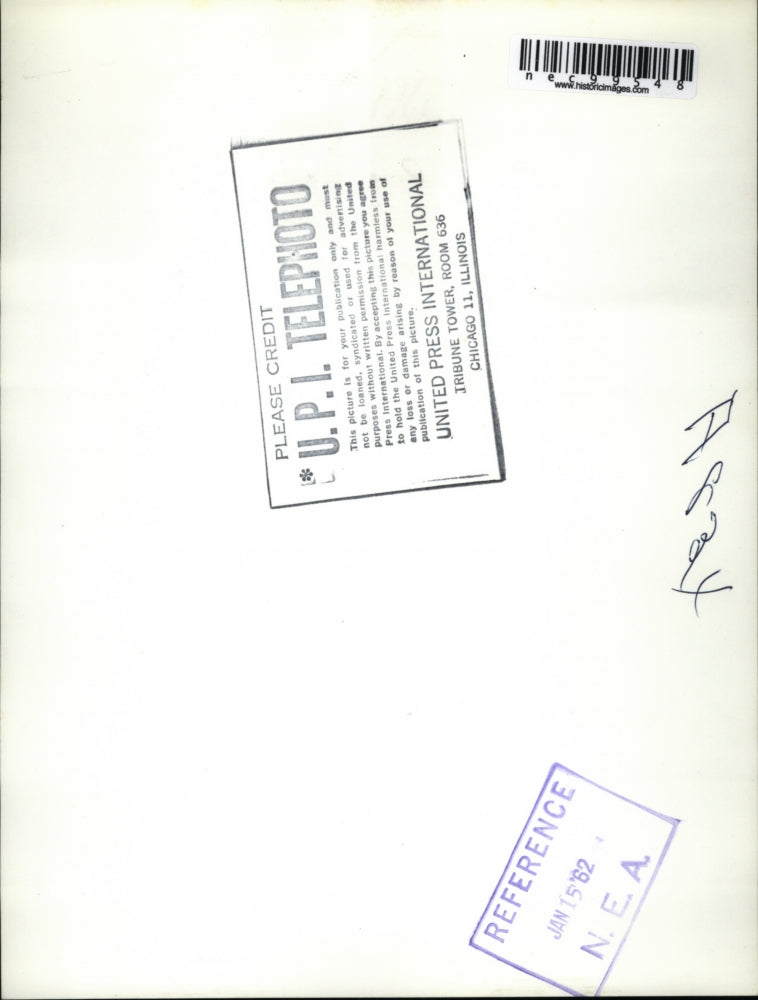 nec99548
www.historicimages.com
PLEASE CREDIT
* U.P.I. TELEPHOTO
This picture is for your publication only and must
not be loaned, syndicated or used for advertising
purposes without written permission from the United
Press International. By accepting this picture you agree
to hold the United Press International harmless from
any loss or damage arising by reason of your use of
publication of this picture.
UNITED PRESS INTERNATIONAL
TRIBUNE TOWER, ROOM 636
CHICAGO 11, ILLINOIS
REFERENCE
JAN 15 '62
N. E. A.